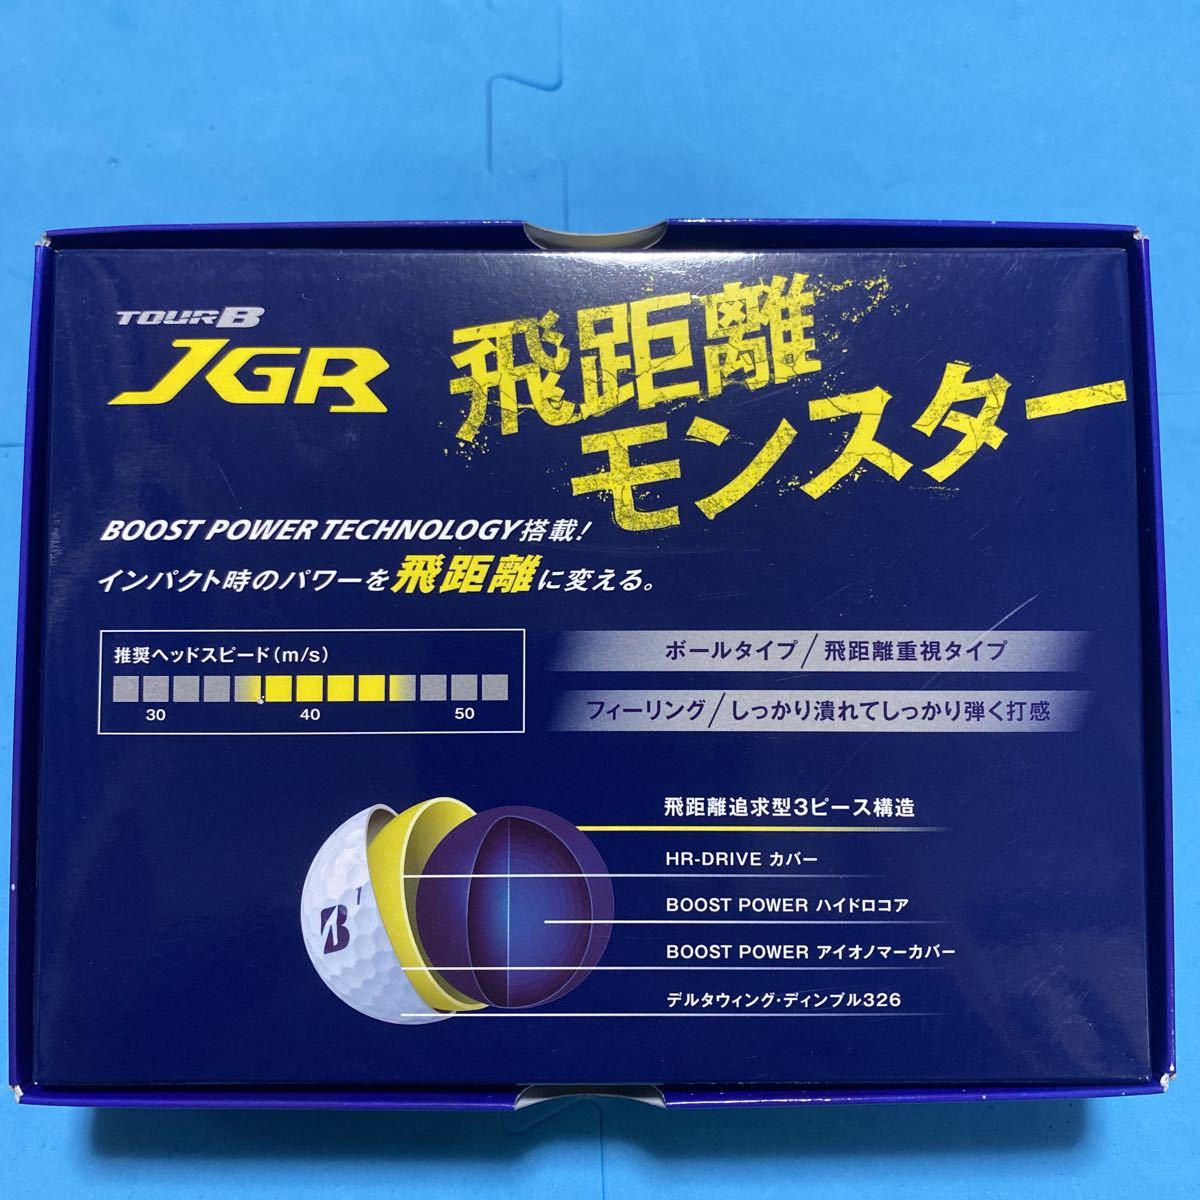 TOURB
JGR
飛距離
モンスター
BOOST POWER TECHNOLOGY搭載!
インパクト時のパワーを飛距離に変える。
推奨ヘッドスピード(m/s)
30 40 50
ボールタイプ/飛距離重視タイプ
フィーリング/しっかり潰れてしっかり弾く打感
飛距離追求型3ピース構造
HR-DRIVE カバー
BOOST POWER ハイドロコア
BOOST POWER アイオノマーカバー
デルタウィング・ディンプル326
B 1